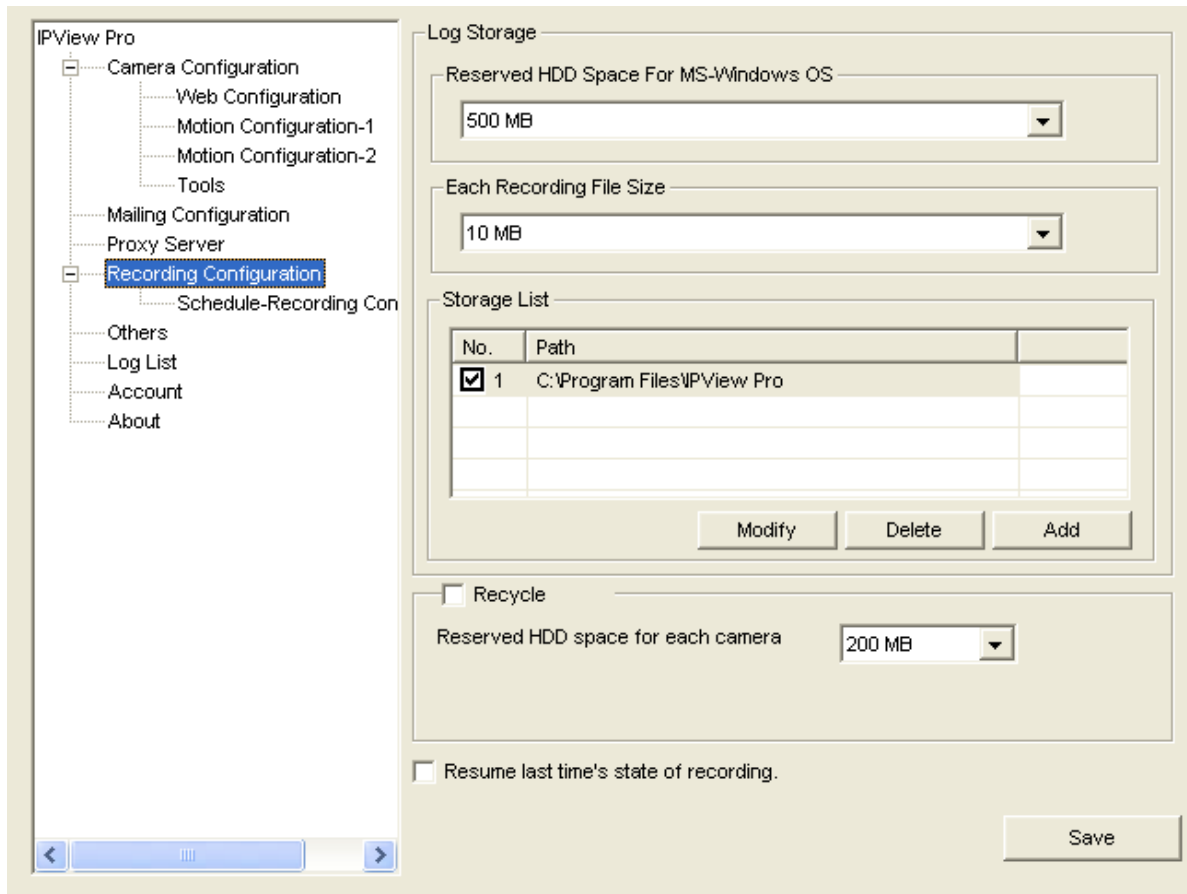 IPView Pro
Camera Configuration
Web Configuration
Motion Configuration-1
Motion Configuration-2
Tools
Mailing Configuration
Proxy Server
Recording Configuration
Schedule-Recording Con
Others
Log List
Account
About
Log Storage
Reserved HDD Space For MS-Windows OS
500 MB
Each Recording File Size
10 MB
Storage List
No. Path
1 C:\Program Files\IPView Pro
Modify Delete Add
Recycle
Reserved HDD space for each camera 200 MB
Resume last time's state of recording.
Save